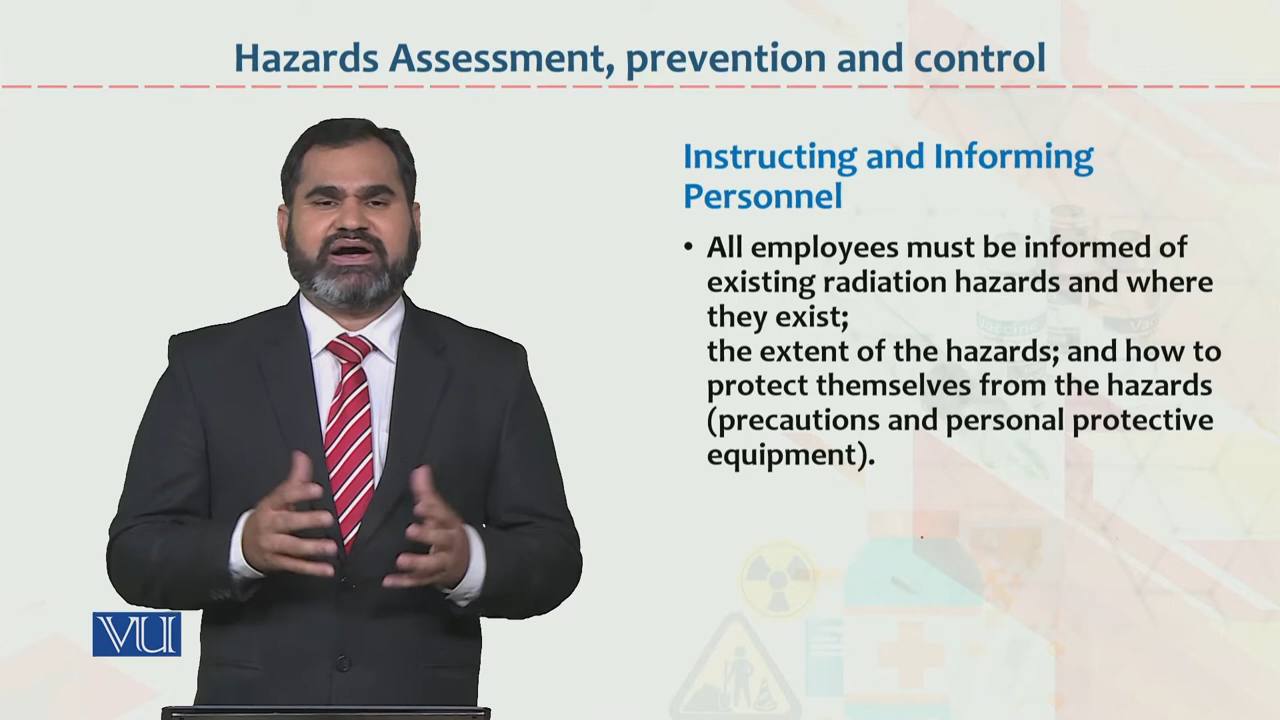 Hazards Assessment, prevention and control
Instructing and Informing
Personnel
• All employees must be informed of
existing radiation hazards and where
they exist;
the extent of the hazards; and how to
protect themselves from the hazards
(precautions and personal protective
equipment).
Vaccine
VU